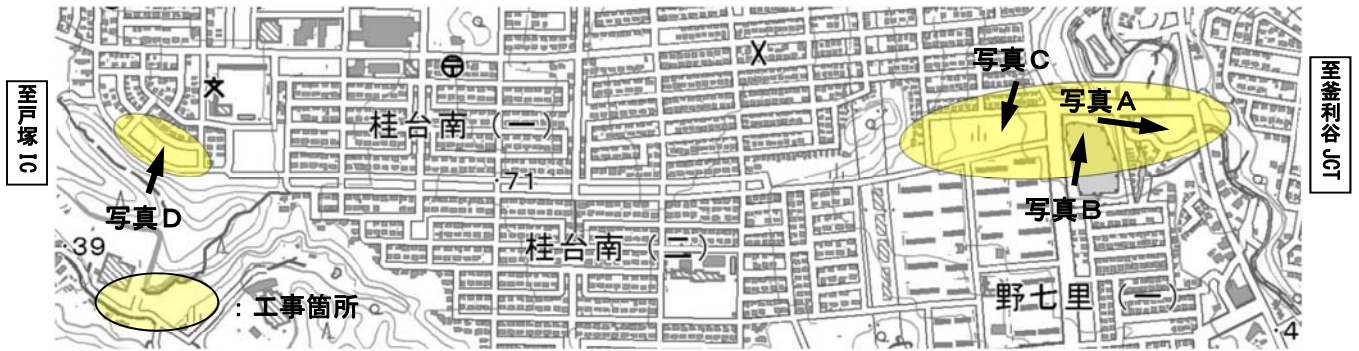 至戸塚IC
桂台南(一)
・71
写真C
写真A
写真B
至釜利谷JCT
写真D
・39
桂台南(二)
野七里(一)
:工事箇所
・4